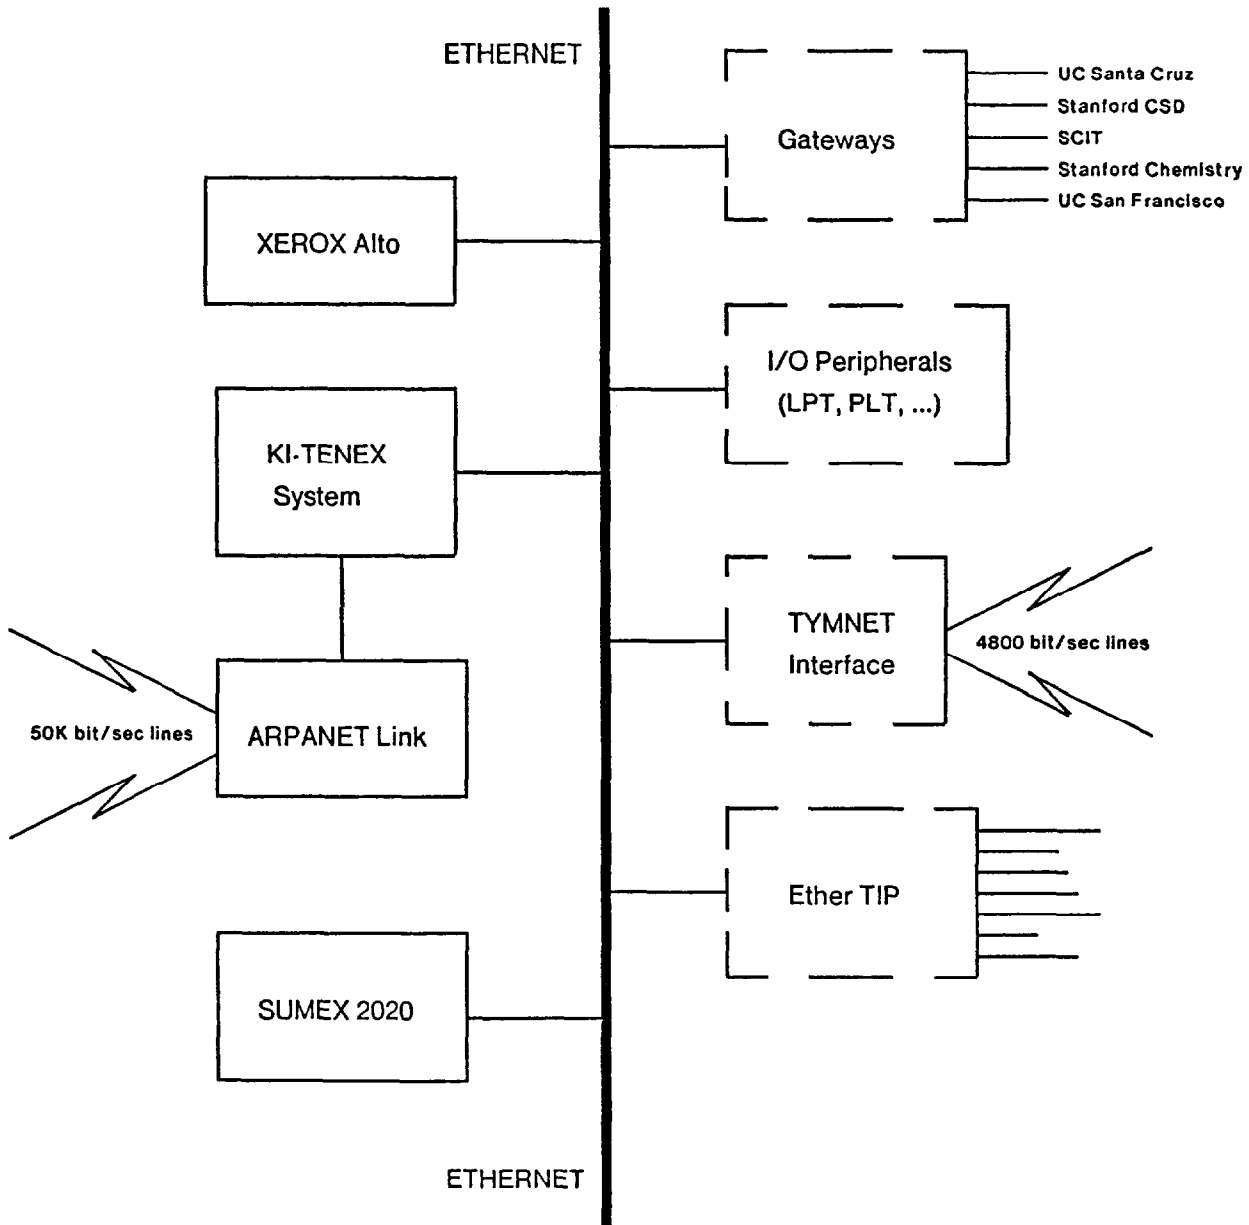 ETHERNET
Gateways
UC Santa Cruz
Stanford CSD
SCIT
Stanford Chemistry
UC San Francisco
XEROX Alto
I/O Peripherals
(LPT, PLT, ...)
KI-TENEX
System
TYMNET
Interface
4800 bit/sec lines
50K bit/sec lines
ARPANET Link
Ether TIP
SUMEX 2020
ETHERNET